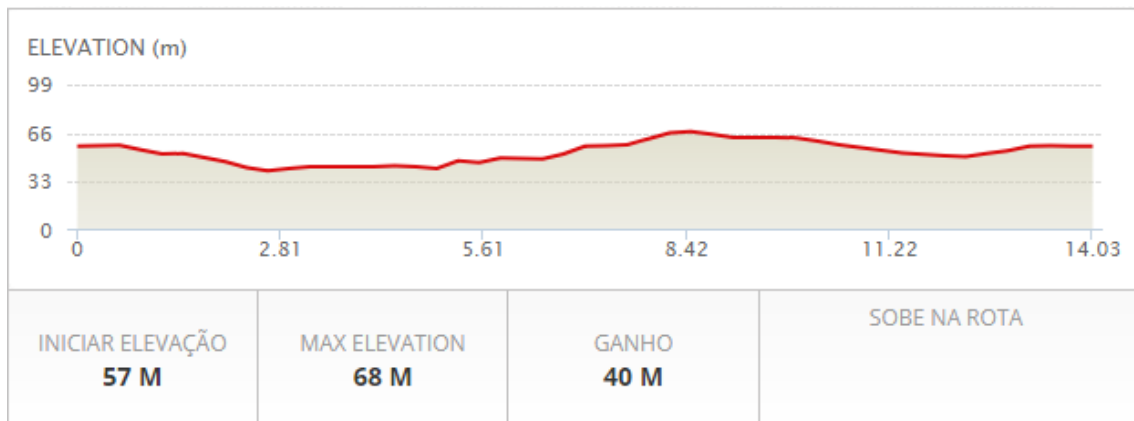 ELEVATION (m)
99
66
33
0
0 2.81 5.61 8.42 11.22 14.03
INICIAR ELEVAÇÃO
57 M
MAX ELEVATION
68 M
GANHO
40 M
SOBE NA ROTA